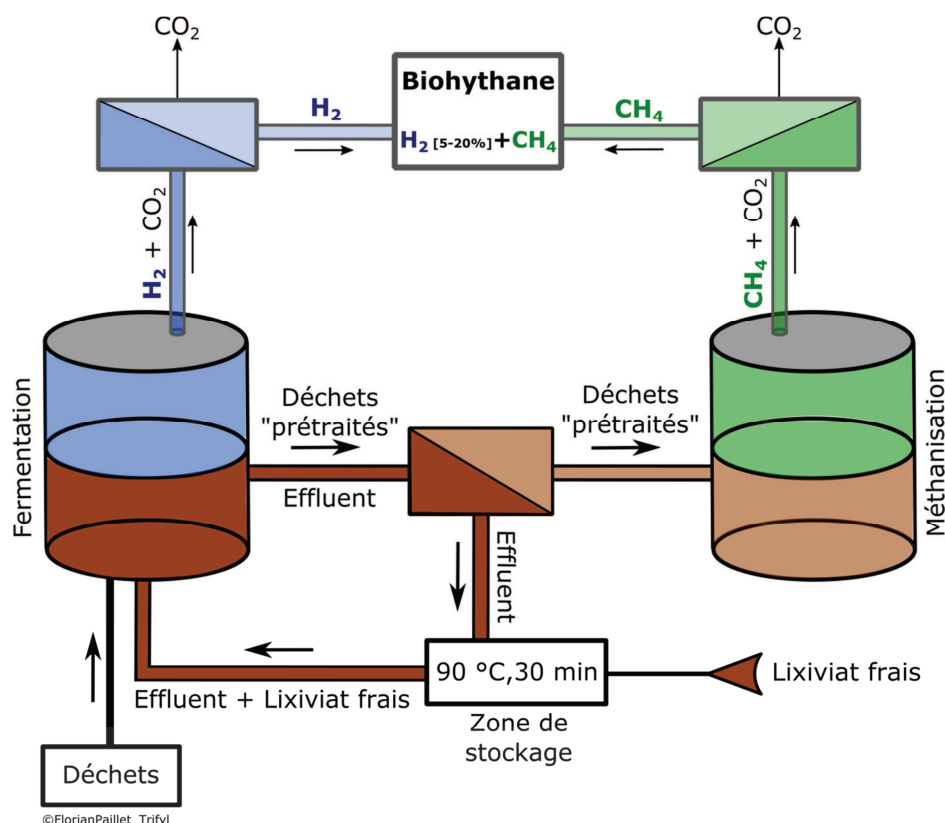 CO₂
CO₂
Biohythane
H₂
CH₄
H₂ [5-20%]+CH₄
H₂ + CO₂
CH₄ + CO₂
Fermentation
Déchets
"prétraités"
Effluent
Déchets
"prétraités"
Méthanisation
Effluent
90 °C,30 min
Lixiviat frais
Effluent + Lixiviat frais
Zone de
stockage
Déchets
©FlorianPaillet_Trifyl